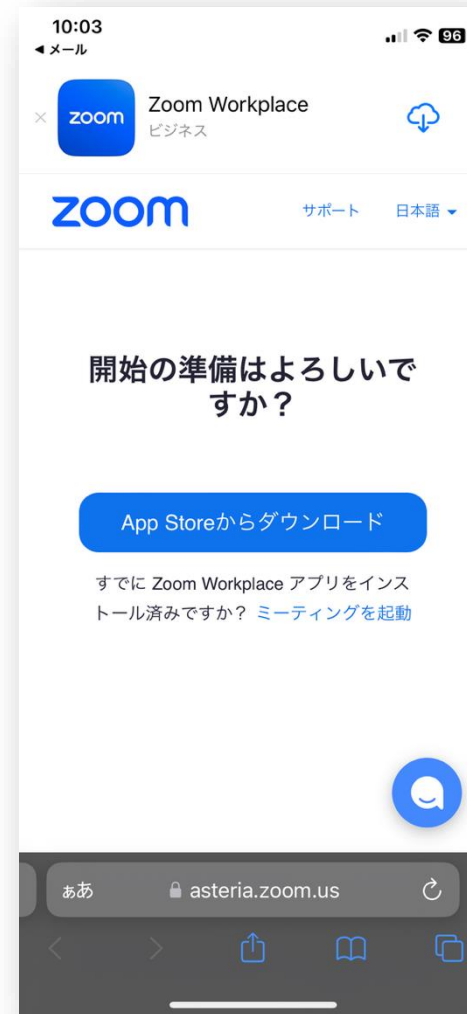 10:03
96
◀ メール
zoom
Zoom Workplace
ビジネス
zoom
サポート
日本語
開始の準備はよろしいで
すか？
App Storeからダウンロード
すでに Zoom Workplace アプリをインス
トール済みですか？ ミーティングを起動
ぁあ
asteria.zoom.us